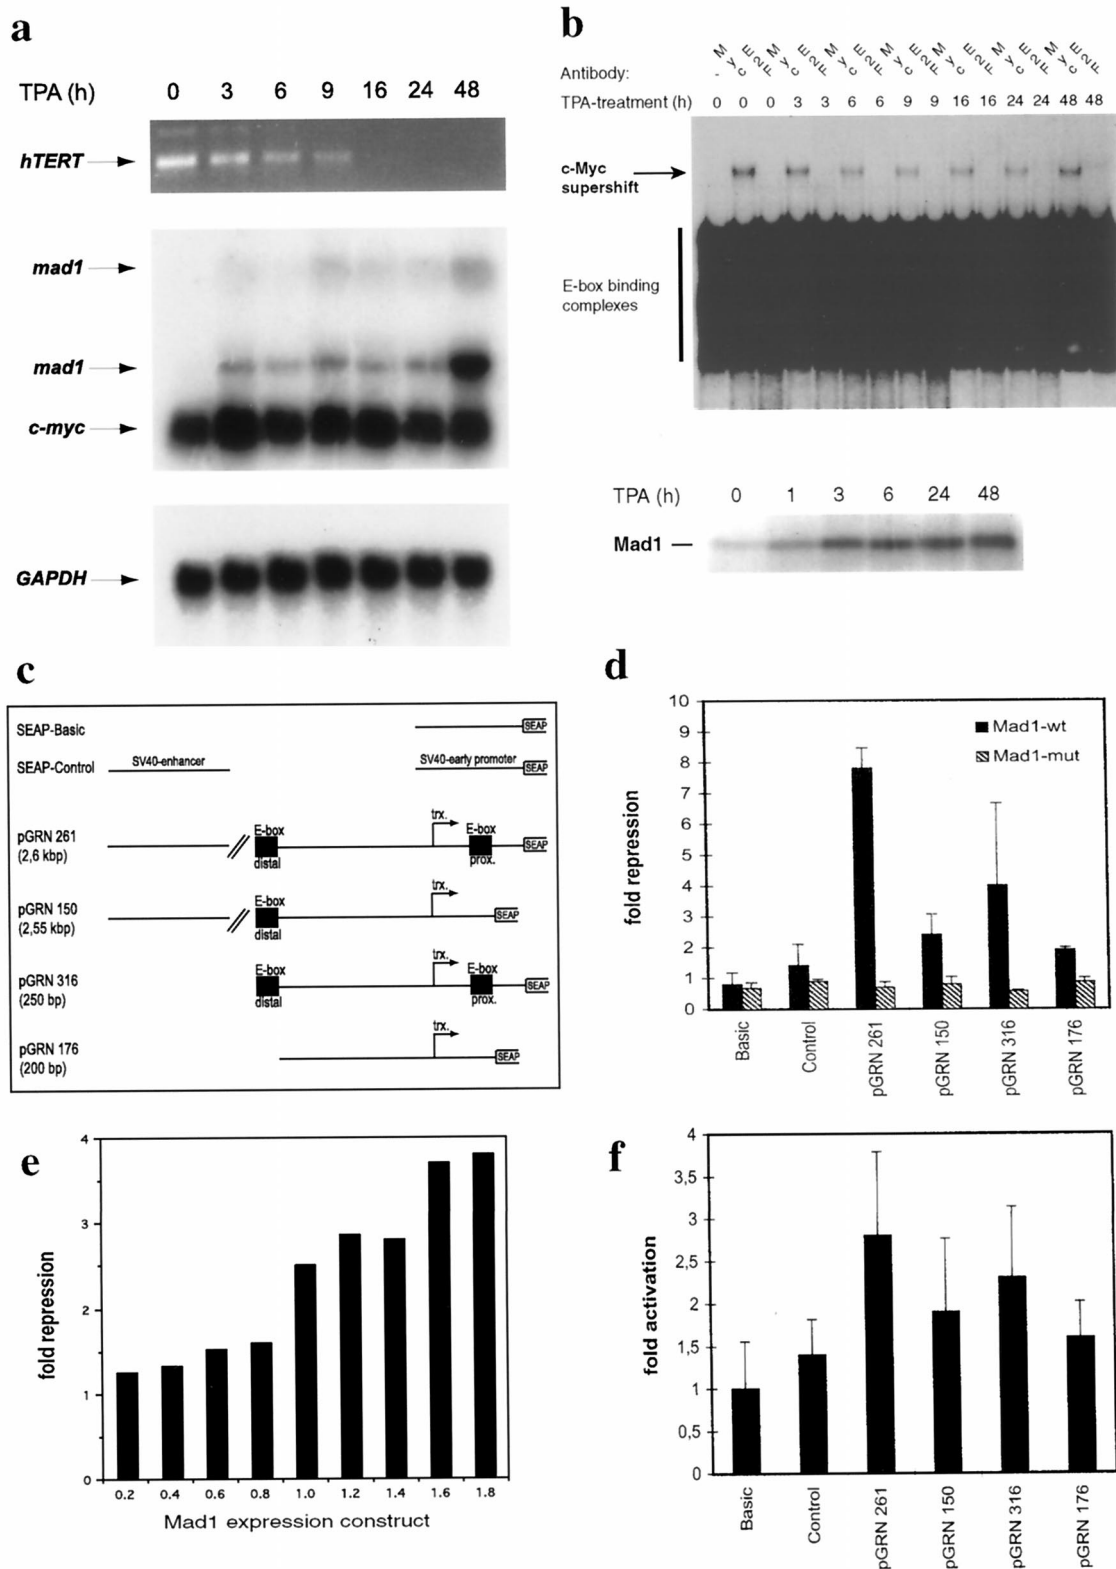 a
TPA (h) 0 3 6 9 16 24 48
hTERT
mad1
mad1
c-myc
GAPDH
b
Antibody: - Myc E2F Myc E2F Myc E2F Myc E2F Myc E2F Myc E2F Myc E2F
TPA-treatment (h) 0 0 0 3 3 6 6 9 9 16 16 24 24 48 48
c-Myc
supershift
E-box binding
complexes
TPA (h) 0 1 3 6 24 48
Mad1
c
SEAP-Basic SEAP
SEAP-Control SV40-enhancer SV40-early promoter SEAP
pGRN 261
(2,6 kbp)
E-box
distal
trx.
E-box
prox.
SEAP
pGRN 150
(2,55 kbp)
E-box
distal
trx.
SEAP
pGRN 316
(250 bp)
E-box
distal
trx.
E-box
prox.
SEAP
pGRN 176
(200 bp)
trx.
SEAP
d
fold repression
10
9
8
7
6
5
4
3
2
1
0
Mad1-wt
Mad1-mut
Basic
Control
pGRN 261
pGRN 150
pGRN 316
pGRN 176
e
fold repression
4
3
2
1
0
0.2 0.4 0.6 0.8 1.0 1.2 1.4 1.6 1.8
Mad1 expression construct
f
fold activation
4
3,5
3
2,5
2
1,5
1
0,5
0
Basic
Control
pGRN 261
pGRN 150
pGRN 316
pGRN 176